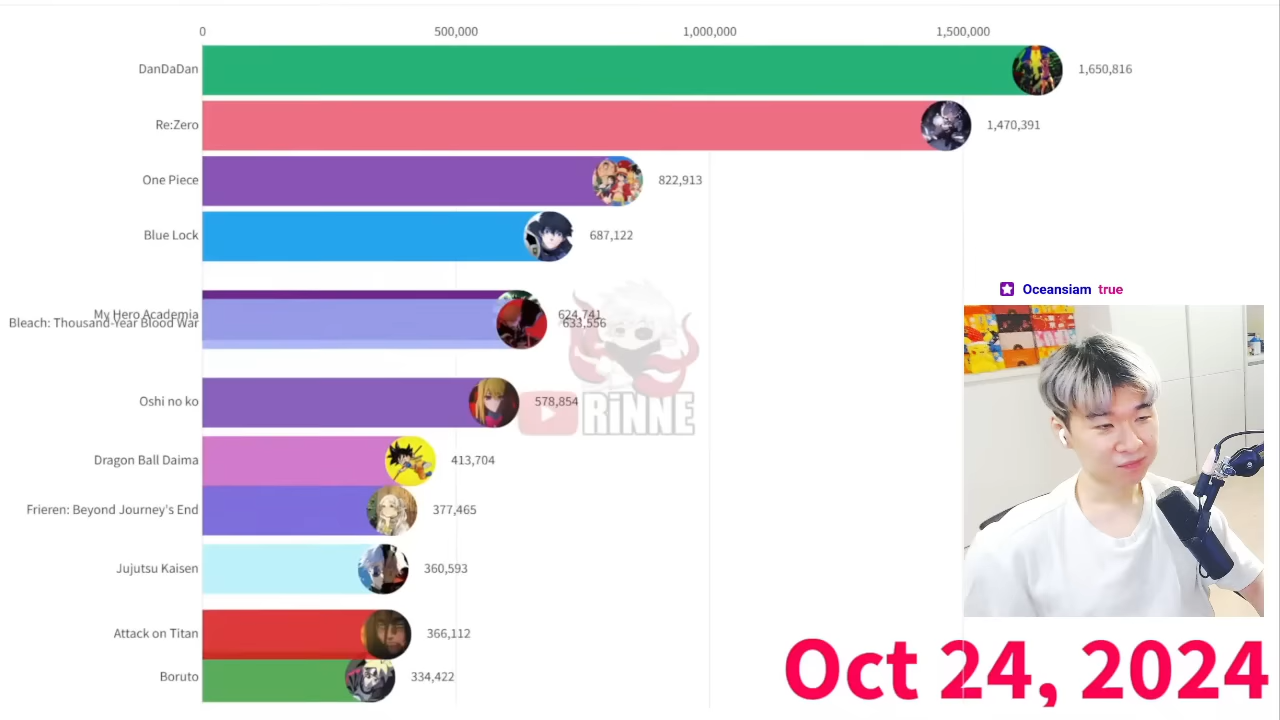 0 500,000 1,000,000 1,500,000
DanDaDan 1,650,816
Re:Zero 1,470,391
One Piece 822,913
Blue Lock 687,122
My Hero Academia 624,741
Bleach: Thousand-Year Blood War 633,556
Oshi no ko 578,854
Dragon Ball Daima 413,704
Frieren: Beyond Journey's End 377,465
Jujutsu Kaisen 360,593
Attack on Titan 366,112
Boruto 334,422
RiNNE
Oceansiam true
Oct 24, 2024